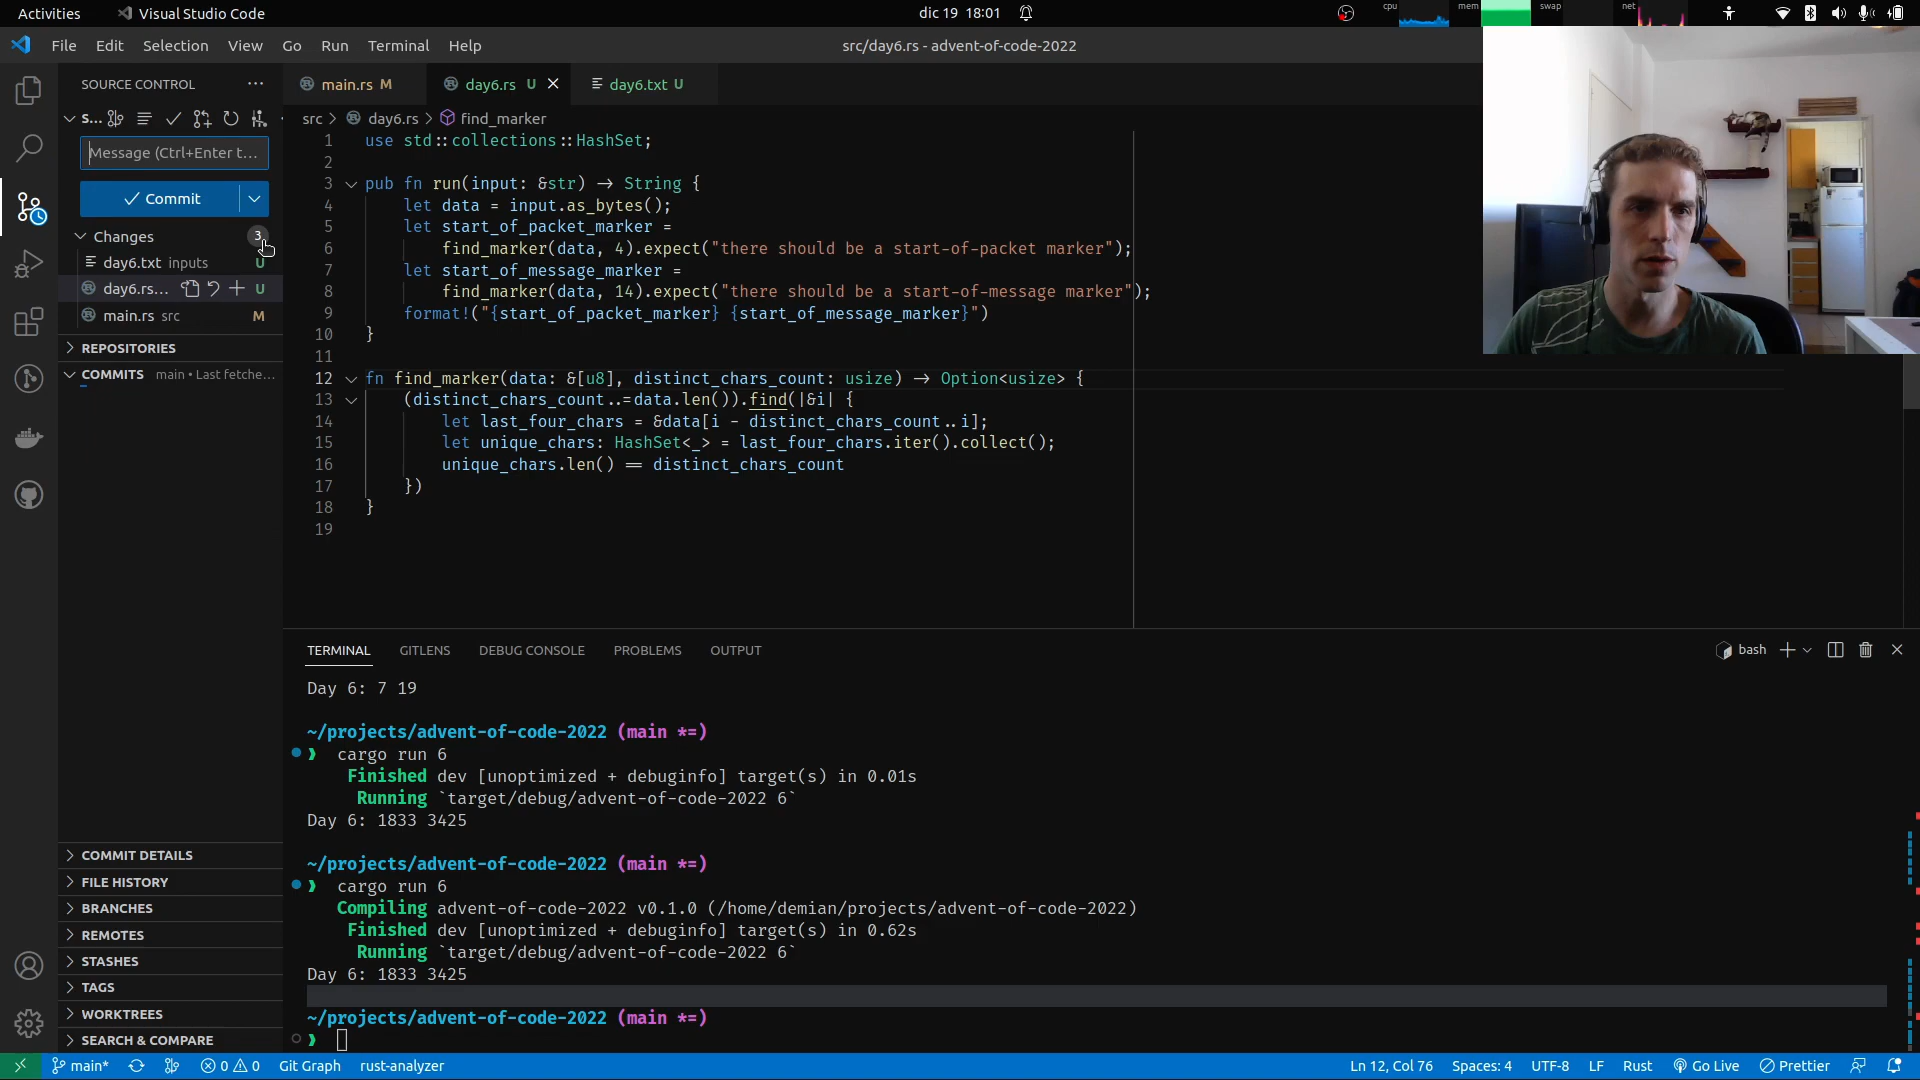 Activities
Visual Studio Code
dic 19 18:01
cpu
mem
swap
net
File Edit Selection View Go Run Terminal Help
src/day6.rs - advent-of-code-2022
SOURCE CONTROL
S...
Message (Ctrl+Enter t...
Commit
Changes
3
day6.txt inputs U
day6.rs... U
main.rs src M
REPOSITORIES
COMMITS main • Last fetche...
COMMIT DETAILS
FILE HISTORY
BRANCHES
REMOTES
STASHES
TAGS
WORKTREES
SEARCH & COMPARE
main.rs M
day6.rs U
day6.txt U
src > day6.rs > find_marker
1 use std::collections::HashSet;
2
3 pub fn run(input: &str) → String {
4 let data = input.as_bytes();
5 let start_of_packet_marker =
6 find_marker(data, 4).expect("there should be a start-of-packet marker");
7 let start_of_message_marker =
8 find_marker(data, 14).expect("there should be a start-of-message marker");
9 format!("{start_of_packet_marker} {start_of_message_marker}")
10 }
11
12 fn find_marker(data: &[u8], distinct_chars_count: usize) → Option<usize> {
13 (distinct_chars_count..=data.len()).find(|&i| {
14 let last_four_chars = &data[i - distinct_chars_count..i];
15 let unique_chars: HashSet<_> = last_four_chars.iter().collect();
16 unique_chars.len() == distinct_chars_count
17 })
18 }
19
TERMINAL GITLENS DEBUG CONSOLE PROBLEMS OUTPUT
bash
Day 6: 7 19
~/projects/advent-of-code-2022 (main *=)
❱ cargo run 6
Finished dev [unoptimized + debuginfo] target(s) in 0.01s
Running `target/debug/advent-of-code-2022 6`
Day 6: 1833 3425
~/projects/advent-of-code-2022 (main *=)
❱ cargo run 6
Compiling advent-of-code-2022 v0.1.0 (/home/demian/projects/advent-of-code-2022)
Finished dev [unoptimized + debuginfo] target(s) in 0.62s
Running `target/debug/advent-of-code-2022 6`
Day 6: 1833 3425
~/projects/advent-of-code-2022 (main *=)
❱
main* 0 0 Git Graph rust-analyzer
Ln 12, Col 76 Spaces: 4 UTF-8 LF Rust Go Live Prettier